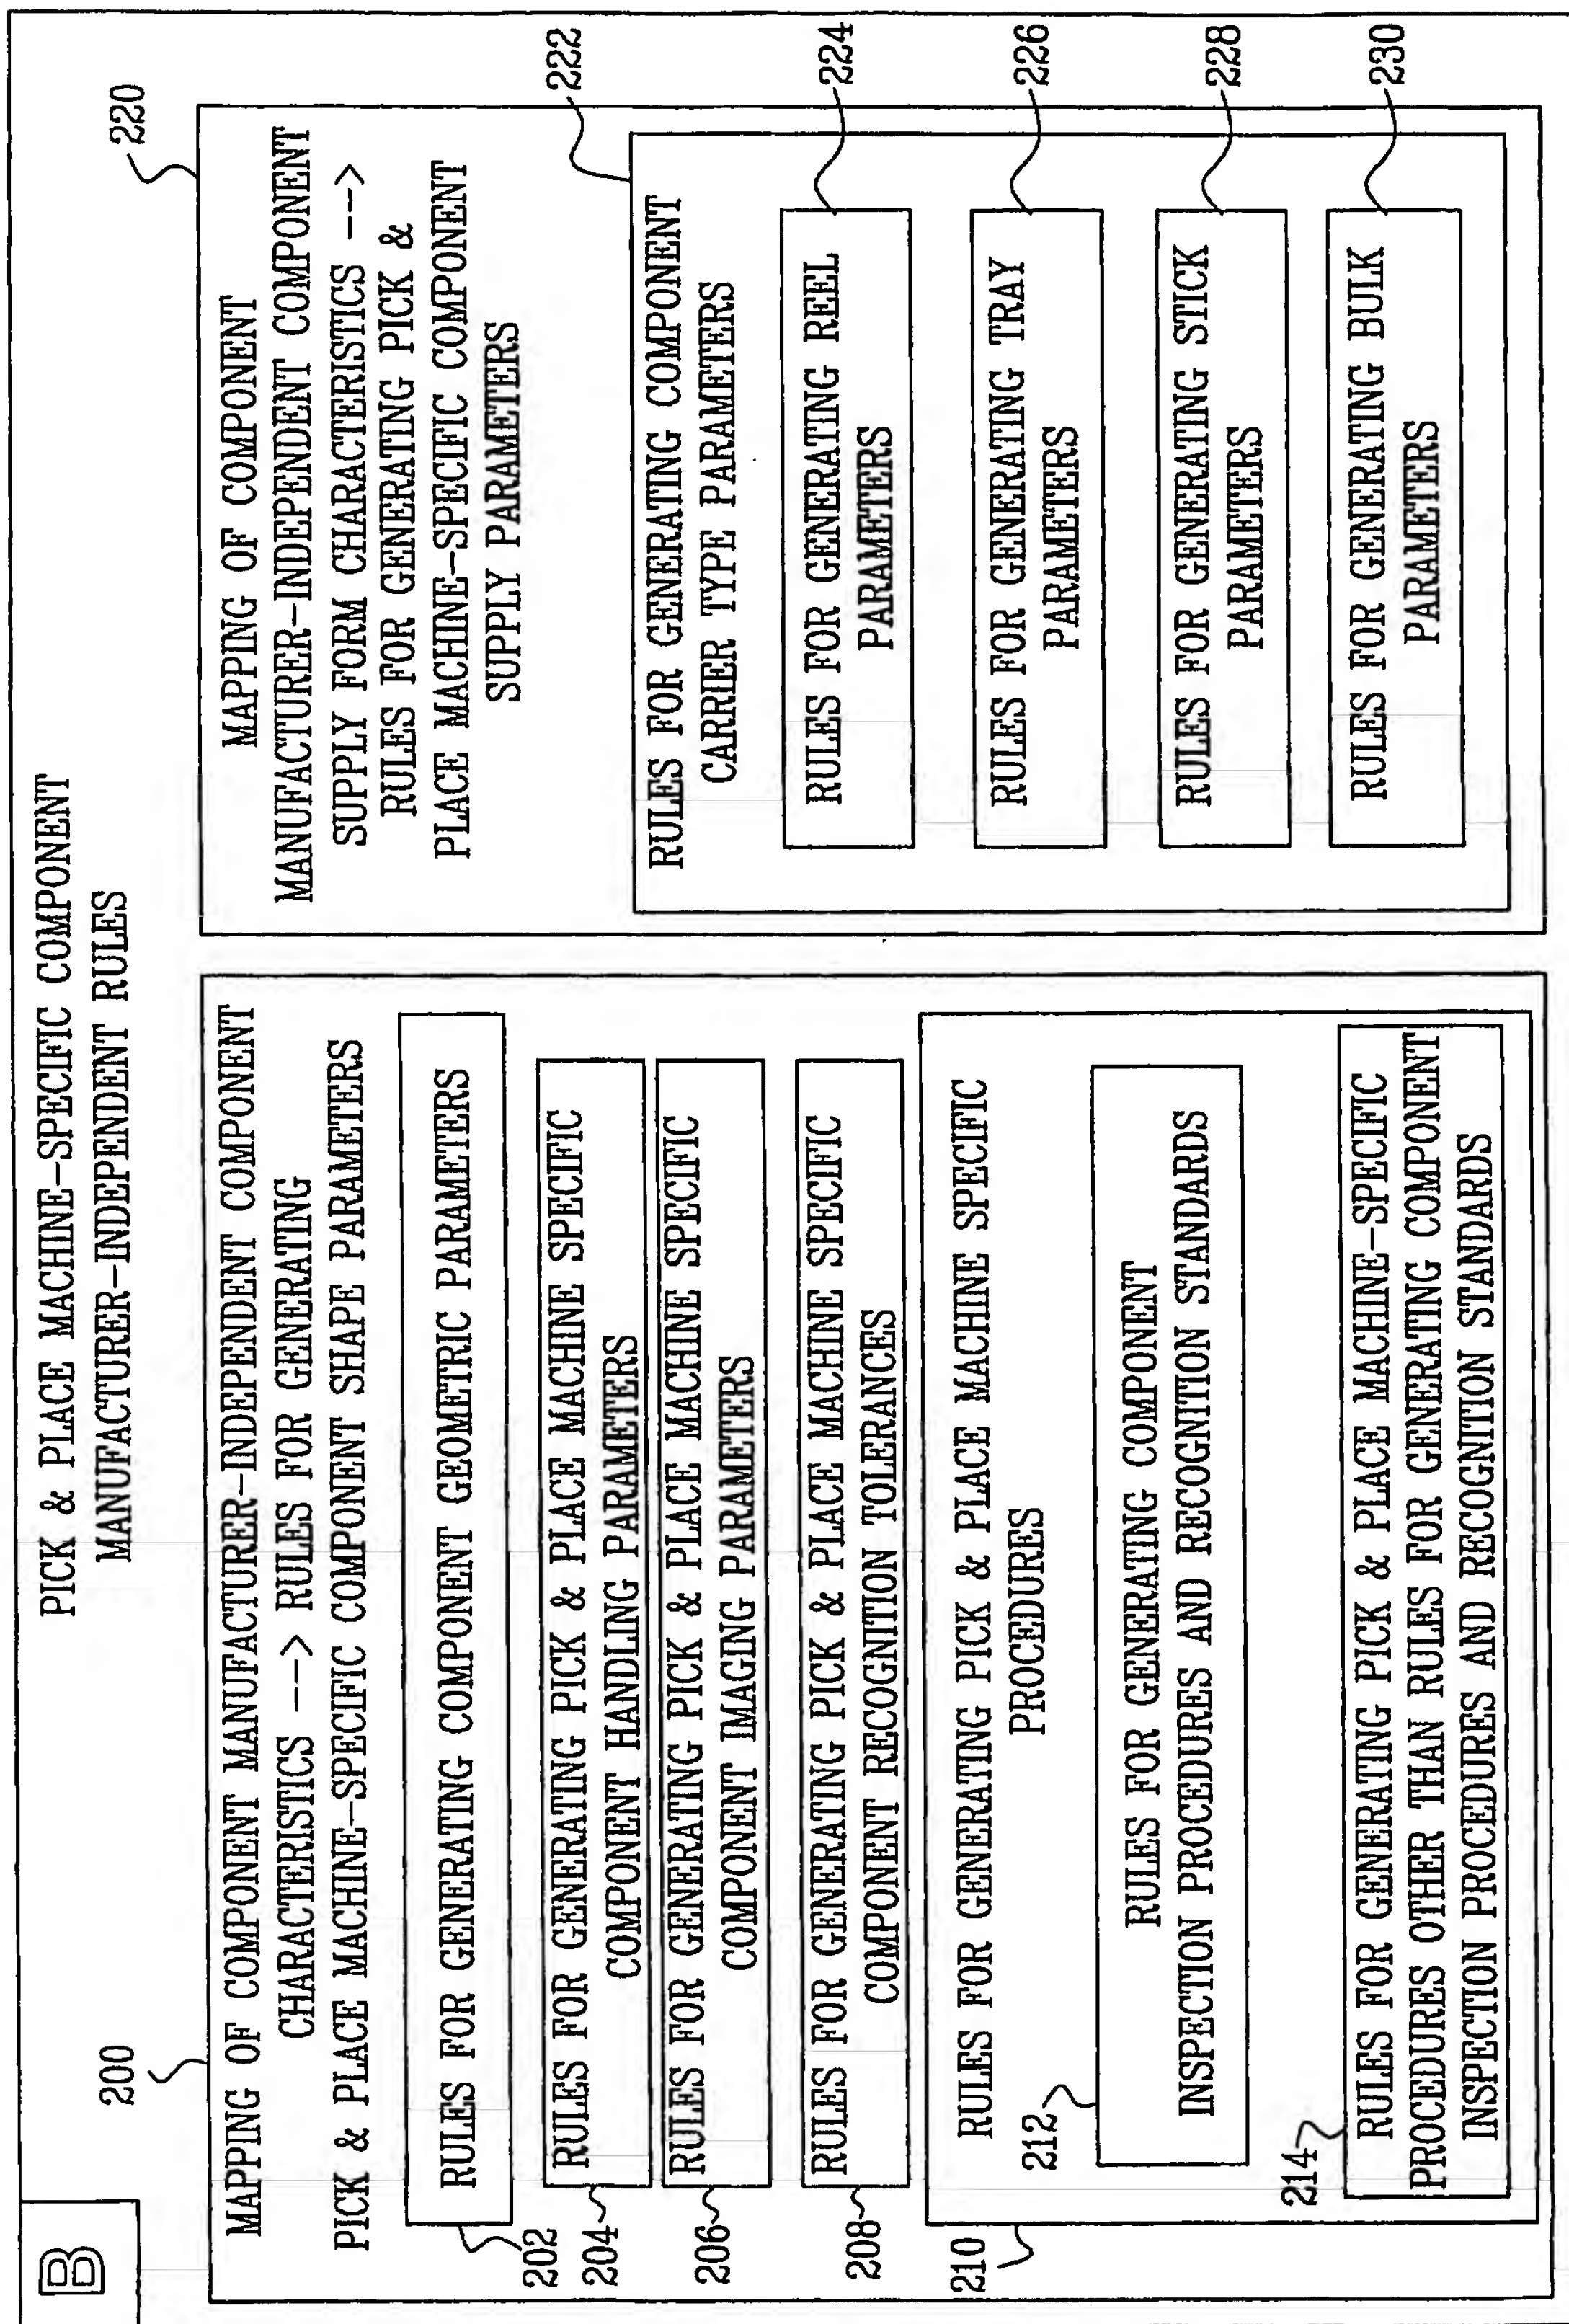 B
PICK & PLACE MACHINE-SPECIFIC COMPONENT
MANUFACTURER-INDEPENDENT RULES
200
MAPPING OF COMPONENT MANUFACTURER-INDEPENDENT COMPONENT
CHARACTERISTICS --> RULES FOR GENERATING
PICK & PLACE MACHINE-SPECIFIC COMPONENT SHAPE PARAMETERS
202
RULES FOR GENERATING COMPONENT GEOMETRIC PARAMETERS
204
RULES FOR GENERATING PICK & PLACE MACHINE SPECIFIC
COMPONENT HANDLING PARAMETERS
206
RULES FOR GENERATING PICK & PLACE MACHINE SPECIFIC
COMPONENT IMAGING PARAMETERS
208
RULES FOR GENERATING PICK & PLACE MACHINE SPECIFIC
COMPONENT RECOGNITION TOLERANCES
210
RULES FOR GENERATING PICK & PLACE MACHINE SPECIFIC
PROCEDURES
212
RULES FOR GENERATING COMPONENT
INSPECTION PROCEDURES AND RECOGNITION STANDARDS
214
RULES FOR GENERATING PICK & PLACE MACHINE-SPECIFIC
PROCEDURES OTHER THAN RULES FOR GENERATING COMPONENT
INSPECTION PROCEDURES AND RECOGNITION STANDARDS
220
MAPPING OF COMPONENT
MANUFACTURER-INDEPENDENT COMPONENT
SUPPLY FORM CHARACTERISTICS -->
RULES FOR GENERATING PICK &
PLACE MACHINE-SPECIFIC COMPONENT
SUPPLY PARAMETERS
222
RULES FOR GENERATING COMPONENT
CARRIER TYPE PARAMETERS
224
RULES FOR GENERATING REEL
PARAMETERS
226
RULES FOR GENERATING TRAY
PARAMETERS
228
RULES FOR GENERATING STICK
PARAMETERS
230
RULES FOR GENERATING BULK
PARAMETERS